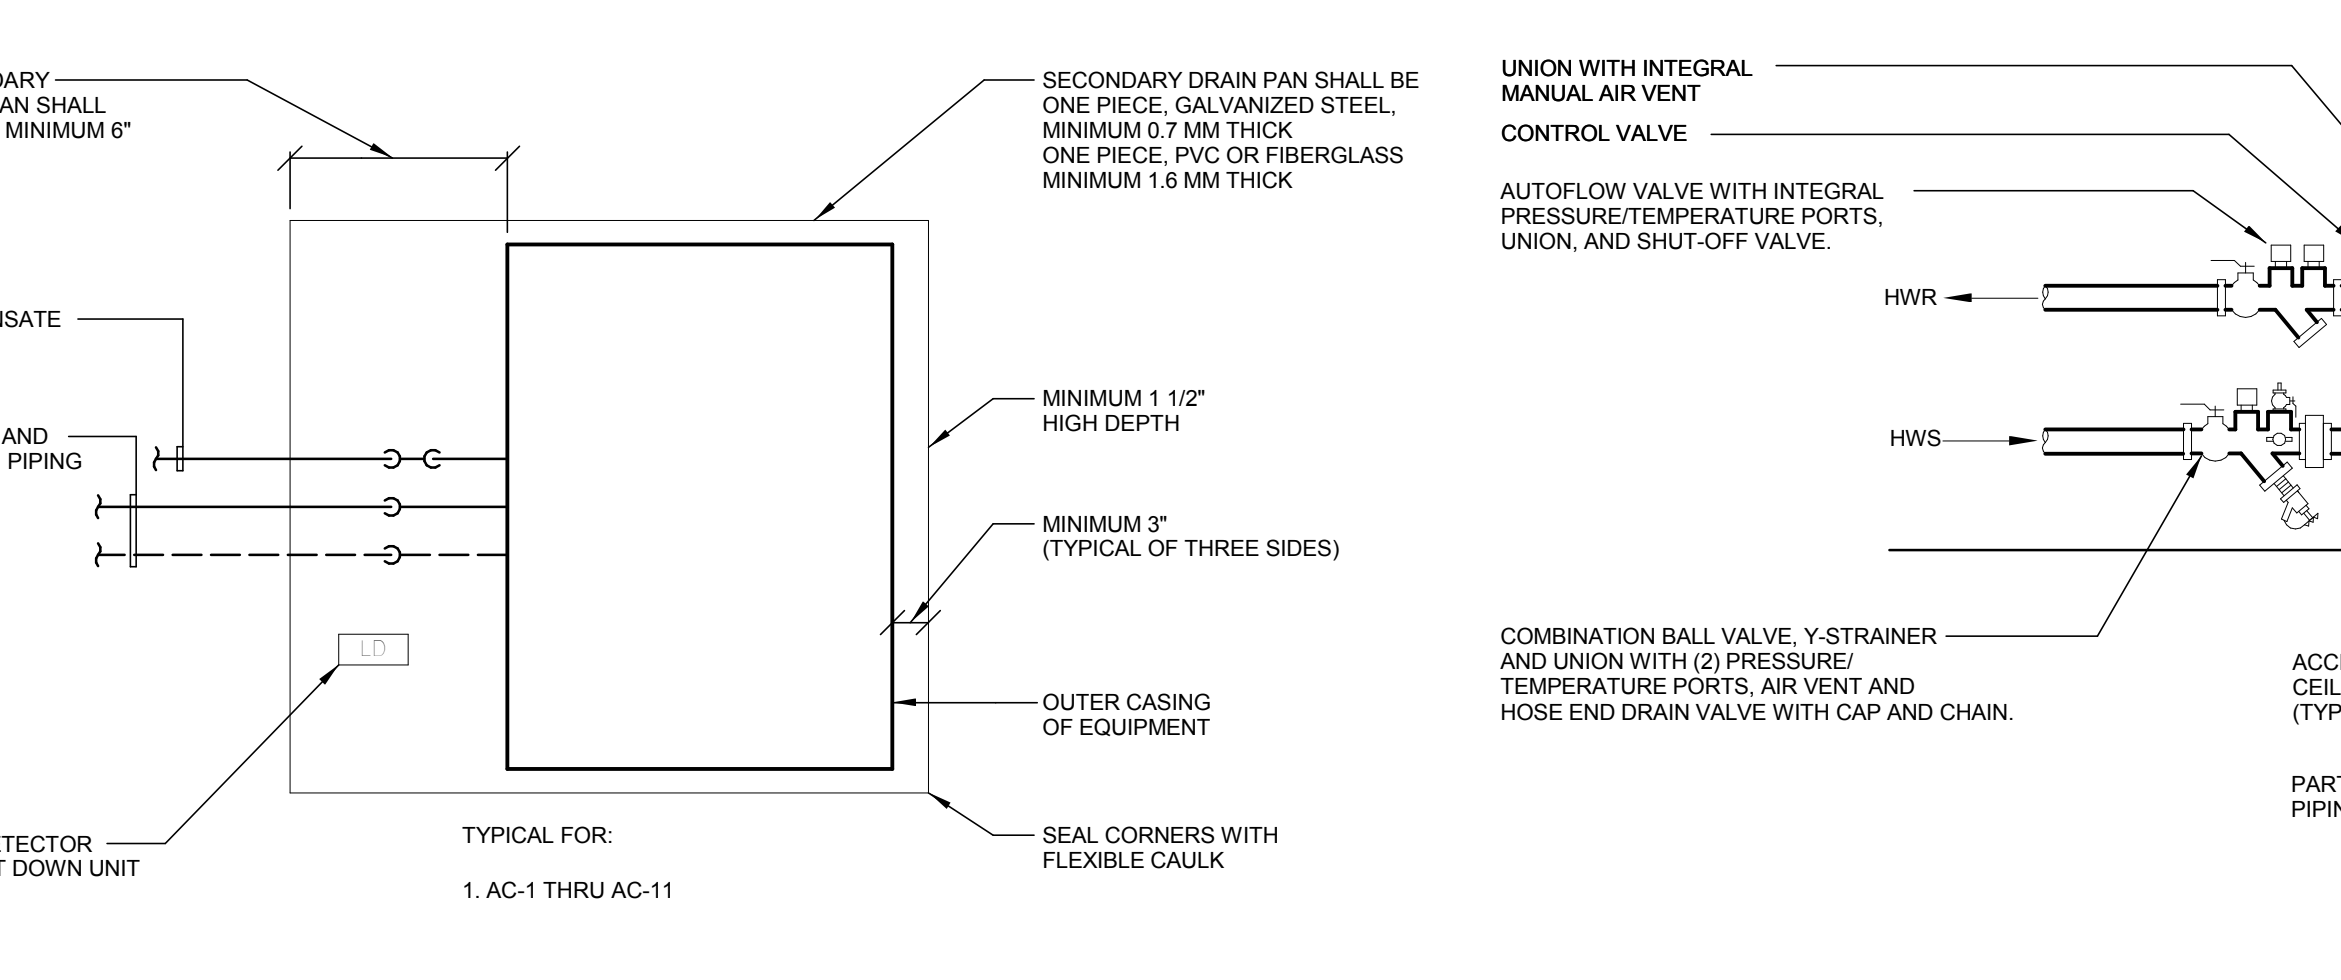 DARY
AN SHALL
MINIMUM 6"
NSATE
AND
PIPING
LD
ETECTOR
T DOWN UNIT
TYPICAL FOR:
1. AC-1 THRU AC-11
SECONDARY DRAIN PAN SHALL BE
ONE PIECE, GALVANIZED STEEL,
MINIMUM 0.7 MM THICK
ONE PIECE, PVC OR FIBERGLASS
MINIMUM 1.6 MM THICK
MINIMUM 1 1/2"
HIGH DEPTH
MINIMUM 3"
(TYPICAL OF THREE SIDES)
OUTER CASING
OF EQUIPMENT
SEAL CORNERS WITH
FLEXIBLE CAULK
UNION WITH INTEGRAL
MANUAL AIR VENT
CONTROL VALVE
AUTOFLOW VALVE WITH INTEGRAL
PRESSURE/TEMPERATURE PORTS,
UNION, AND SHUT-OFF VALVE.
HWR
HWS
COMBINATION BALL VALVE, Y-STRAINER
AND UNION WITH (2) PRESSURE/
TEMPERATURE PORTS, AIR VENT AND
HOSE END DRAIN VALVE WITH CAP AND CHAIN.
ACC
CEIL
(TYP
PART
PIPIN